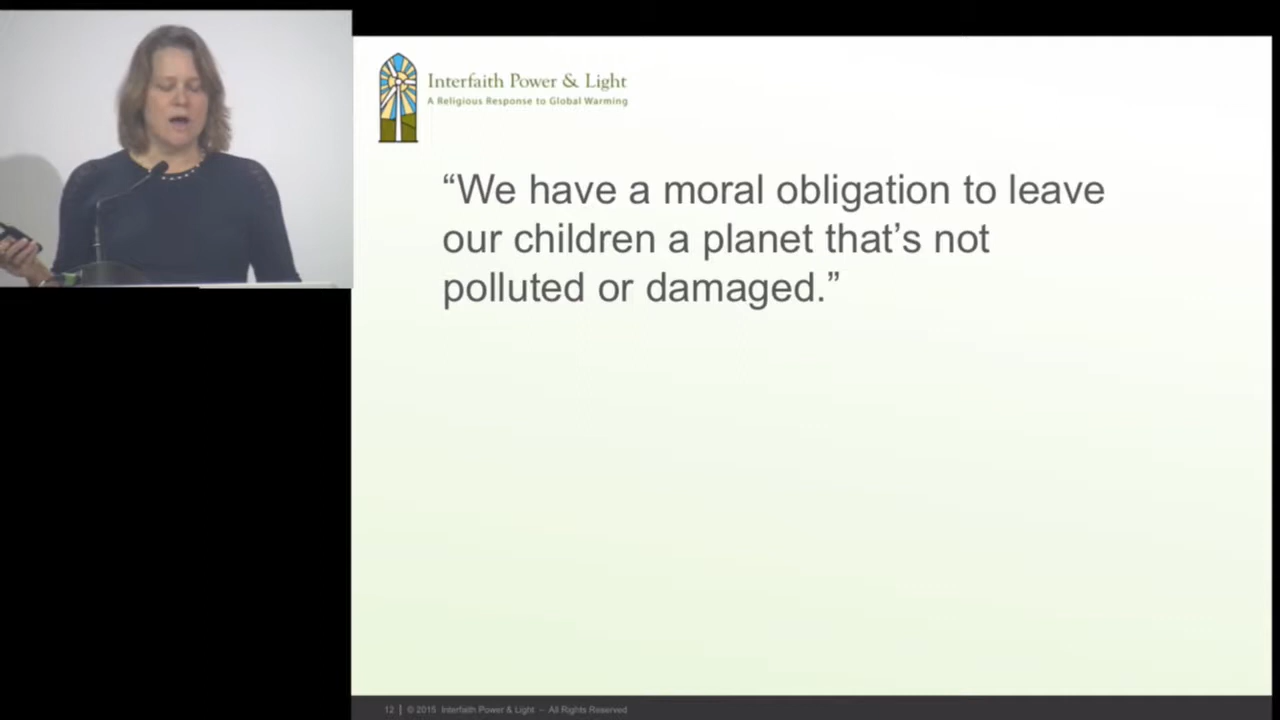 Interfaith Power & Light
A Religious Response to Global Warming
“We have a moral obligation to leave
our children a planet that’s not
polluted or damaged.”
12 | © 2015 Interfaith Power & Light – All Rights Reserved